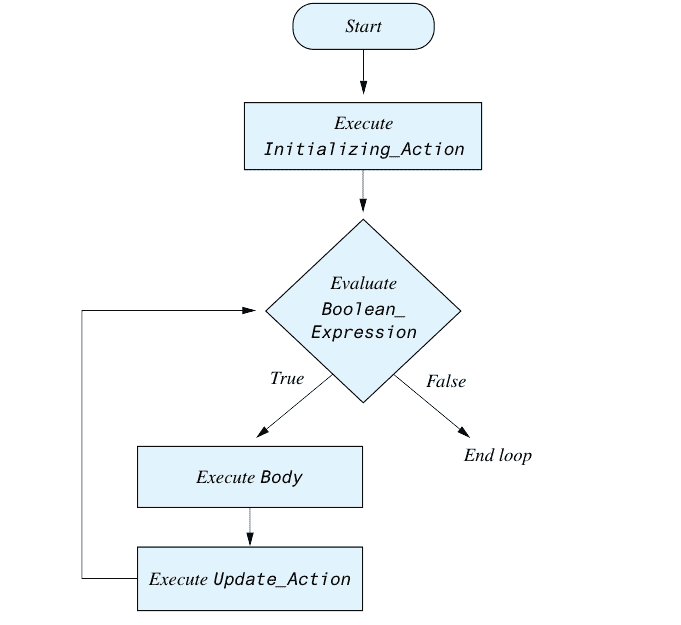 Start
Execute
Initializing_Action
Evaluate
Boolean_
Expression
True
False
End loop
Execute Body
Execute Update_Action